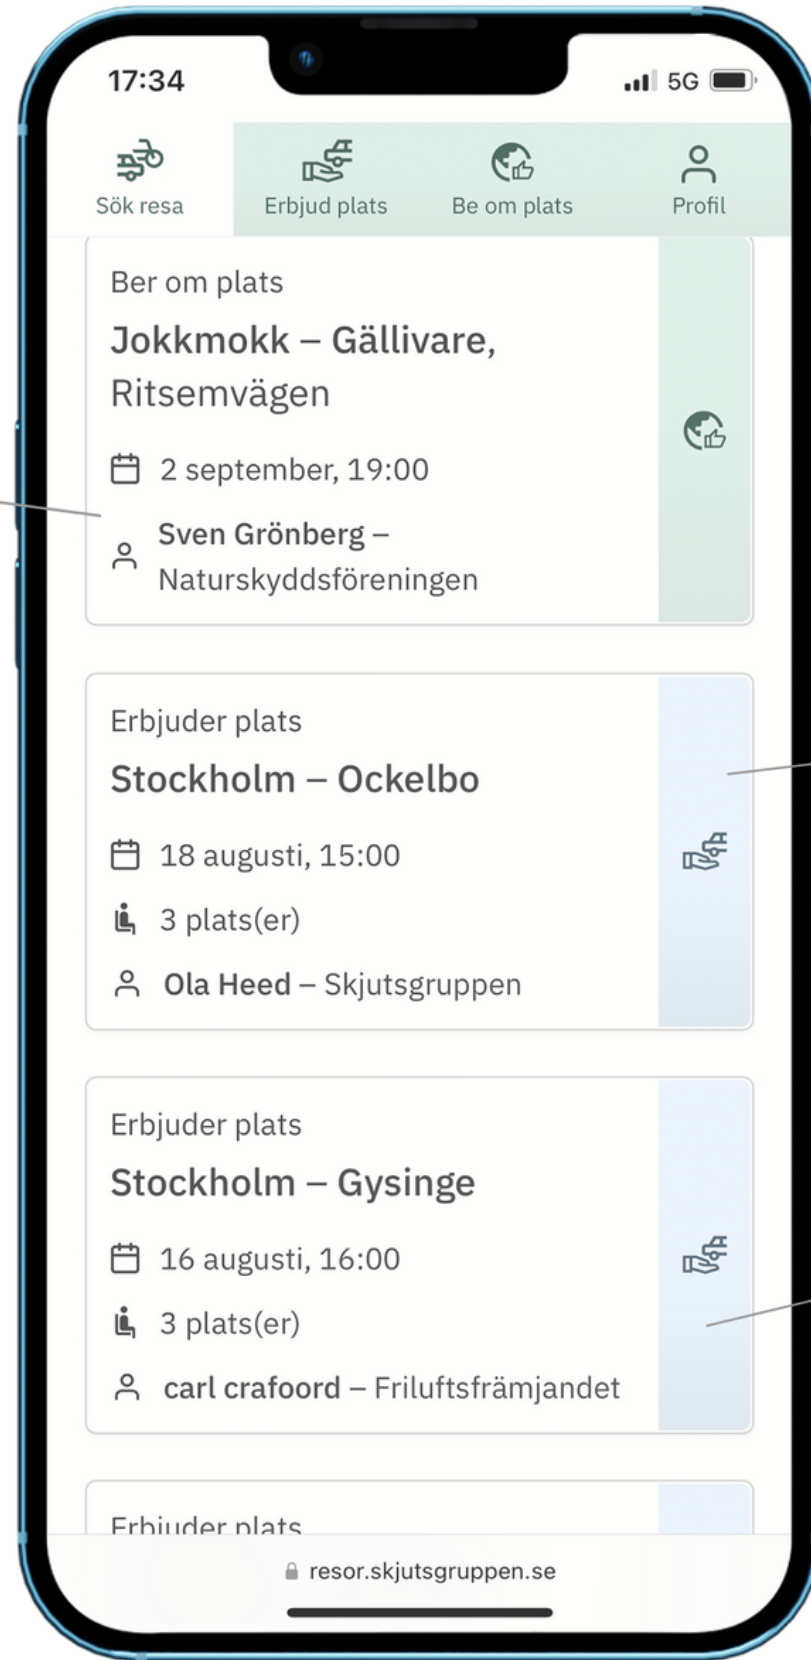 17:34
5G
Sök resa
Erbjud plats
Be om plats
Profil
Ber om plats
Jokkmokk – Gällivare,
Ritsemvägen
2 september, 19:00
Sven Grönberg –
Naturskyddsföreningen
Erbjuder plats
Stockholm – Ockelbo
18 augusti, 15:00
3 plats(er)
Ola Heed – Skjutsgruppen
Erbjuder plats
Stockholm – Gysinge
16 augusti, 16:00
3 plats(er)
carl crafoord – Friluftsfrämjandet
Erbjuder plats
resor.skjutsgruppen.se